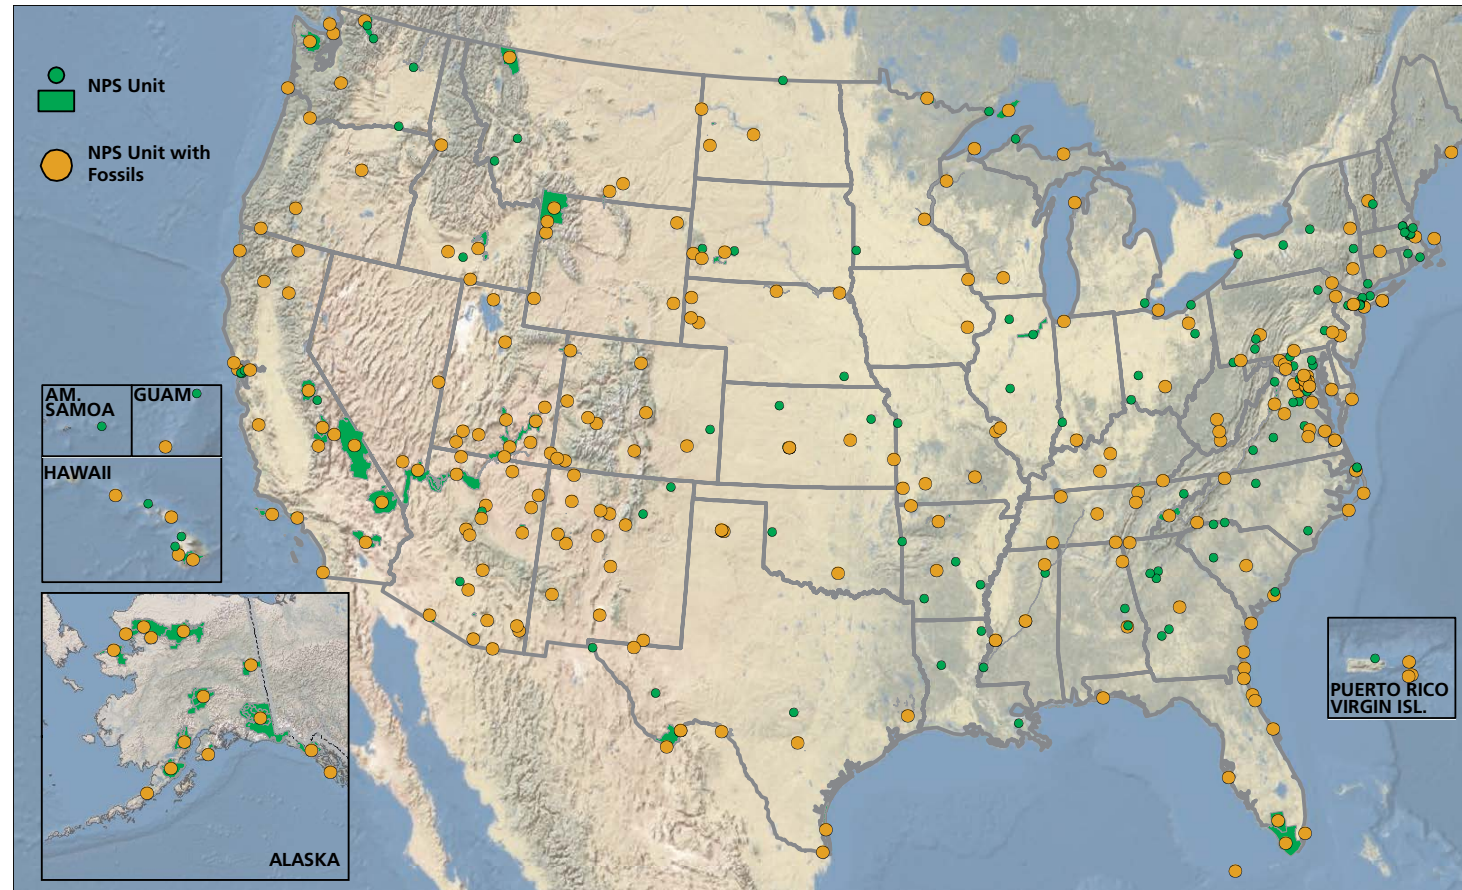 NPS Unit
NPS Unit with
Fossils
AM.
SAMOA
GUAM
HAWAII
ALASKA
PUERTO RICO
VIRGIN ISL.